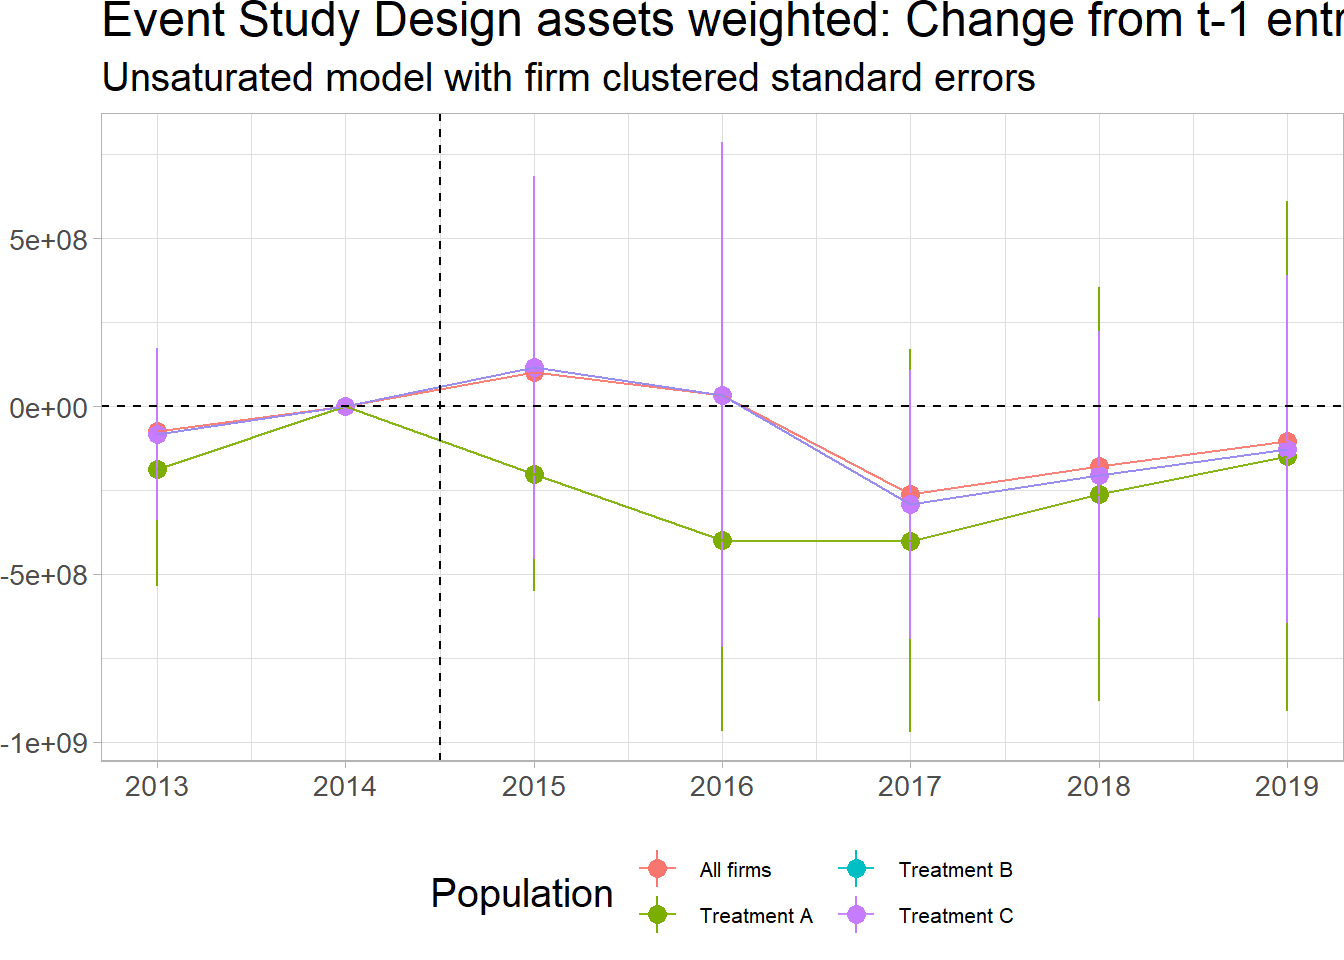 Event Study Design assets weighted: Change from t-1 entr
Unsaturated model with firm clustered standard errors
5e+08
0e+00
-5e+08
-1e+09
2013 2014 2015 2016 2017 2018 2019
Population
All firms
Treatment A
Treatment B
Treatment C